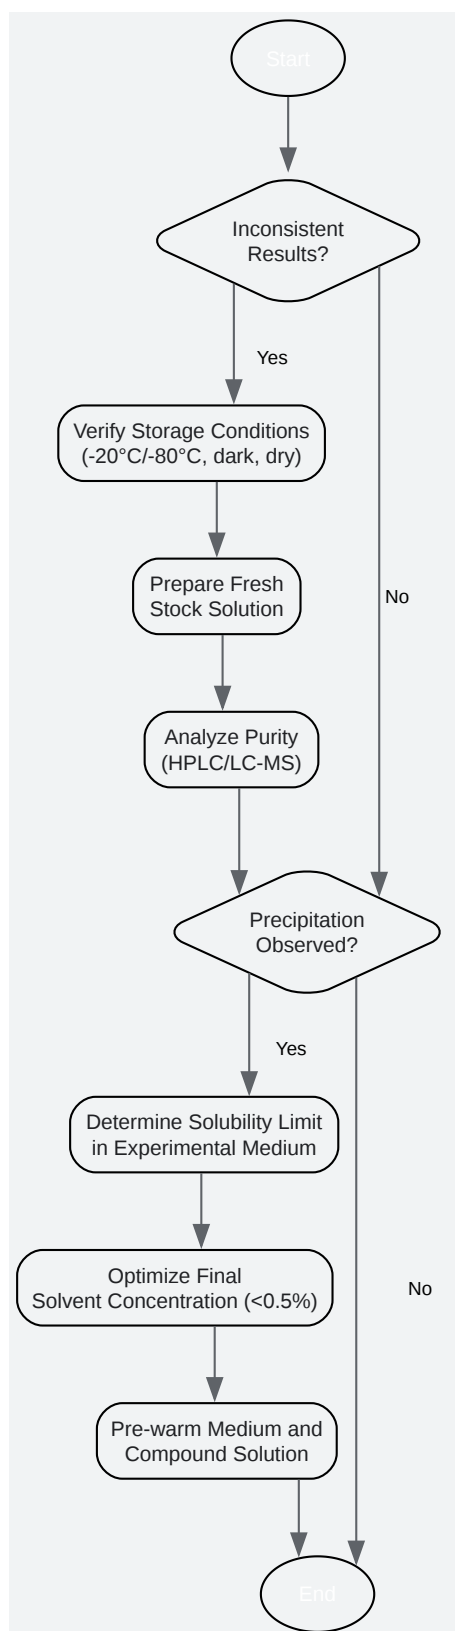 Start
Inconsistent
Results?
Yes
Verify Storage Conditions
(-20°C/-80°C, dark, dry)
Prepare Fresh
Stock Solution
No
Analyze Purity
(HPLC/LC-MS)
Precipitation
Observed?
Yes
Determine Solubility Limit
in Experimental Medium
Optimize Final
Solvent Concentration (<0.5%)
No
Pre-warm Medium and
Compound Solution
End